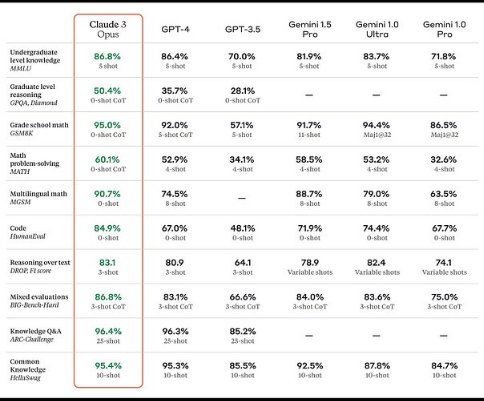 Claude 3
Opus
GPT-4
GPT-3.5
Gemini 1.5
Pro
Gemini 1.0
Ultra
Gemini 1.0
Pro
Undergraduate
level knowledge
MMLU
86.8%
5 shot
86.4%
5-shot
70.0%
5-shot
81.9%
5-shot
83.7%
5-shot
71.8%
5-shot
Graduate level
reasoning
GPQA, Diamond
50.4%
0-shot CoT
35.7%
0-shot CoT
28.1%
0-shot CoT
—
—
—
Grade school math
GSM8K
95.0%
0-shot CoT
92.0%
5-shot CoT
57.1%
5-shot
91.7%
11-shot
94.4%
Maj1@32
86.5%
Maj1@32
Math
problem-solving
MATH
60.1%
0-shot CoT
52.9%
4-shot
34.1%
4-shot
58.5%
4-shot
53.2%
4-shot
32.6%
4-shot
Multilingual math
MGSM
90.7%
0-shot
74.5%
8-shot
—
88.7%
8-shot
79.0%
8-shot
63.5%
8-shot
Code
HumanEval
84.9%
0-shot
67.0%
0-shot
48.1%
0-shot
71.9%
0-shot
74.4%
0-shot
67.7%
0-shot
Reasoning over text
DROP, F1 score
83.1
3-shot
80.9
3-shot
64.1
3-shot
78.9
Variable shots
82.4
Variable shots
74.1
Variable shots
Mixed evaluations
BIG-Bench-Hard
86.8%
3-shot CoT
83.1%
3-shot CoT
66.6%
3-shot CoT
84.0%
3-shot CoT
83.6%
3-shot CoT
75.0%
3-shot CoT
Knowledge Q&A
ARC-Challenge
96.4%
25-shot
96.3%
25-shot
85.2%
25-shot
—
—
—
Common
Knowledge
HellaSwag
95.4%
10-shot
95.3%
10-shot
85.5%
10-shot
92.5%
10-shot
87.8%
10-shot
84.7%
10-shot